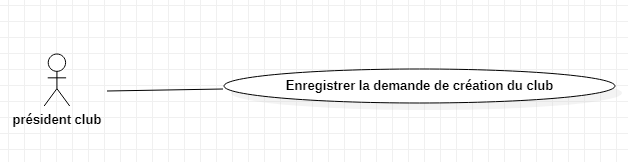 Enregistrer la demande de création du club
président club